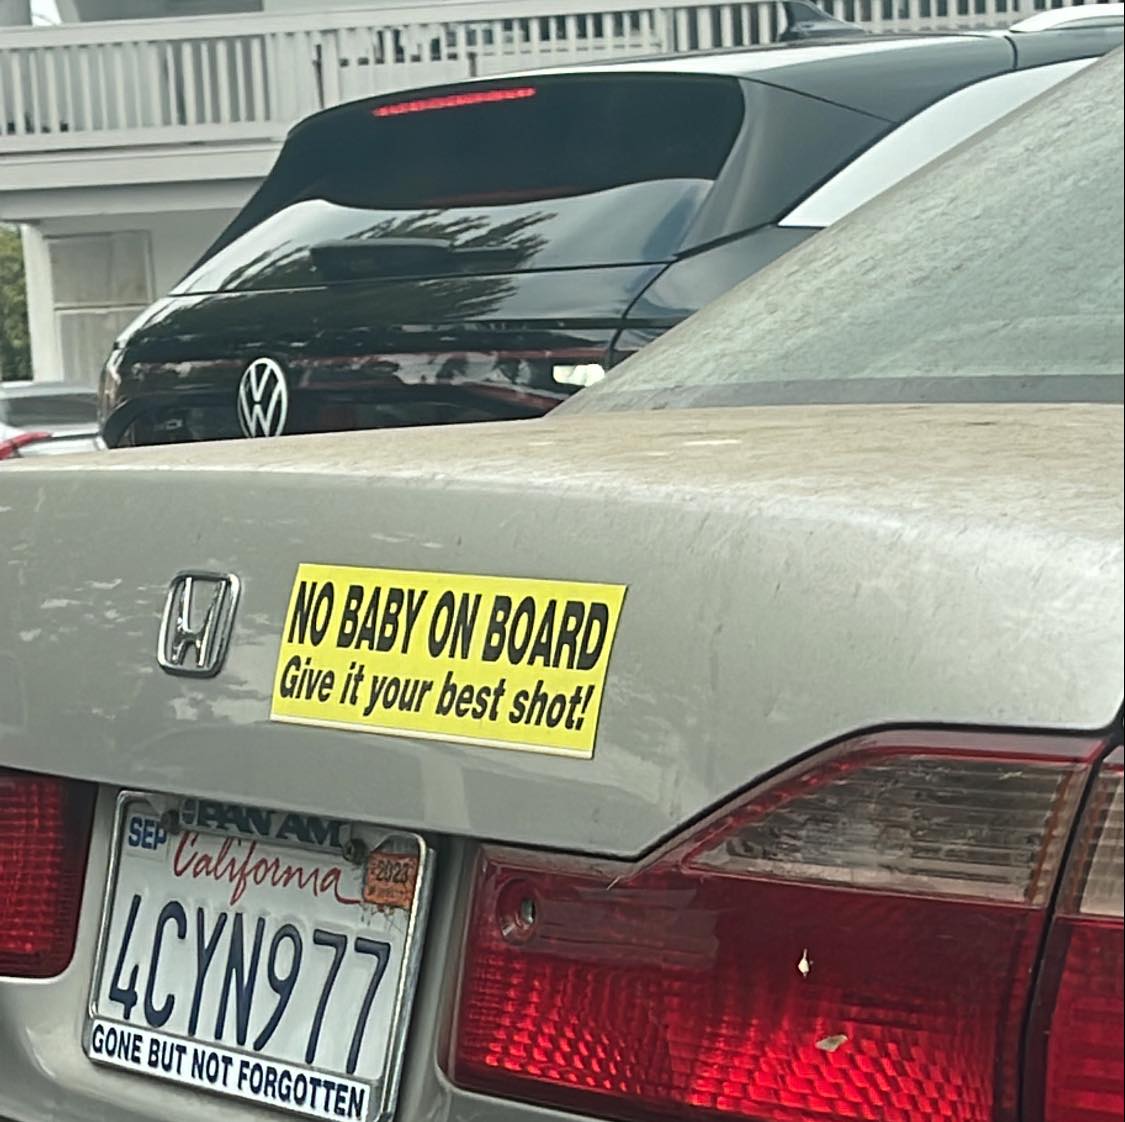 NO BABY ON BOARD
Give it your best shot!
PAN AM
SEP California 2023
4CYN977
GONE BUT NOT FORGOTTEN